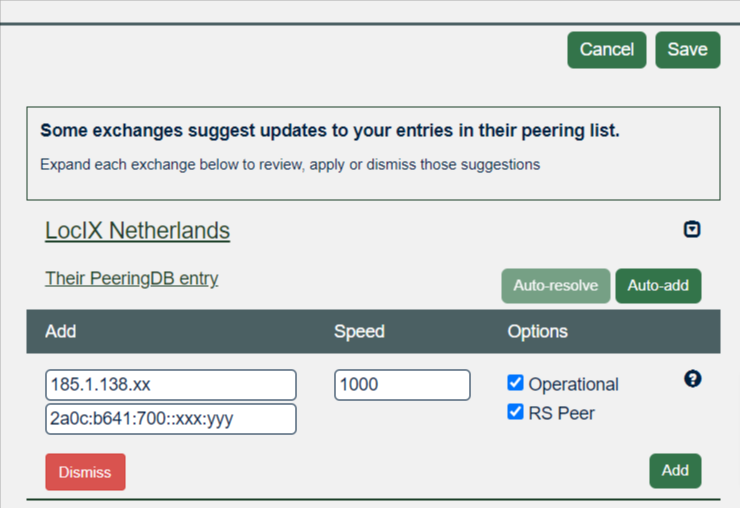 Cancel Save
Some exchanges suggest updates to your entries in their peering list.
Expand each exchange below to review, apply or dismiss those suggestions
LocIX Netherlands
Their PeeringDB entry
Auto-resolve Auto-add
Add Speed Options
185.1.138.xx 1000 Operational ?
2a0c:b641:700::xxx:yyy RS Peer
Dismiss Add